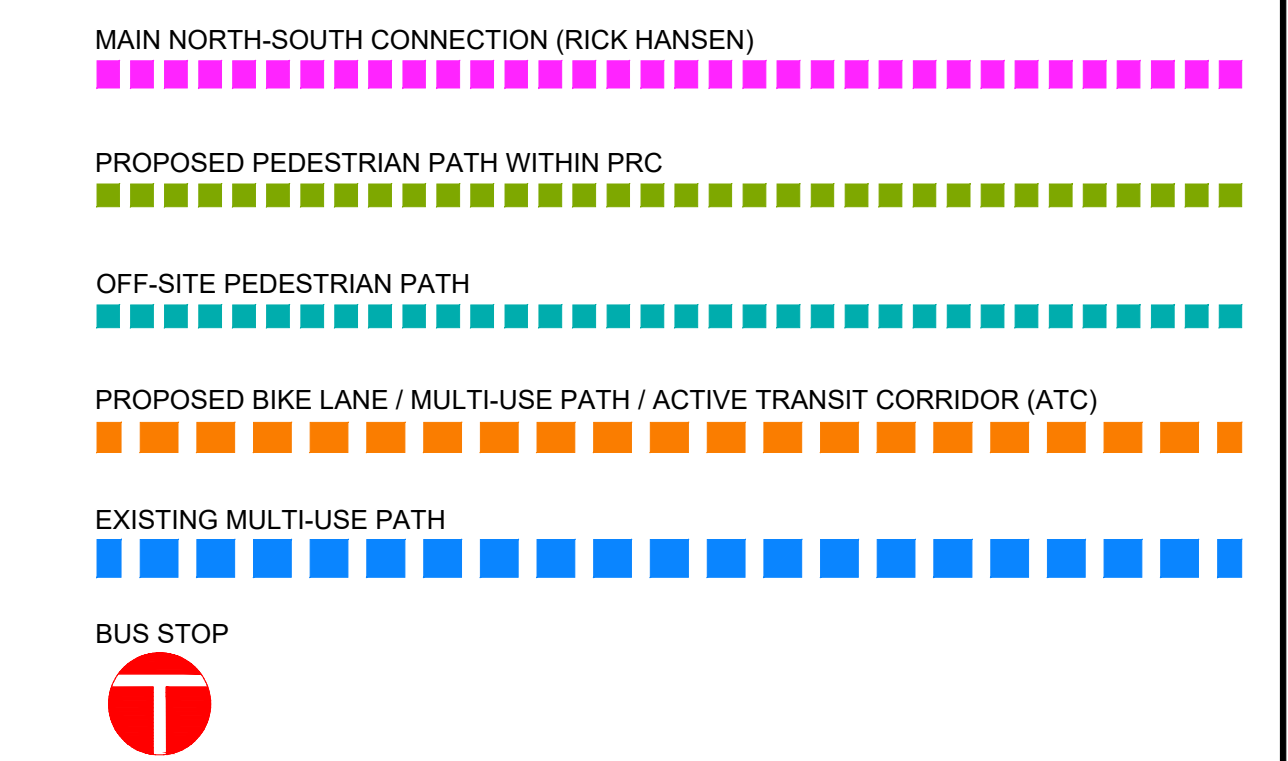 MAIN NORTH-SOUTH CONNECTION (RICK HANSEN)
PROPOSED PEDESTRIAN PATH WITHIN PRC
OFF-SITE PEDESTRIAN PATH
PROPOSED BIKE LANE / MULTI-USE PATH / ACTIVE TRANSIT CORRIDOR (ATC)
EXISTING MULTI-USE PATH
BUS STOP
T